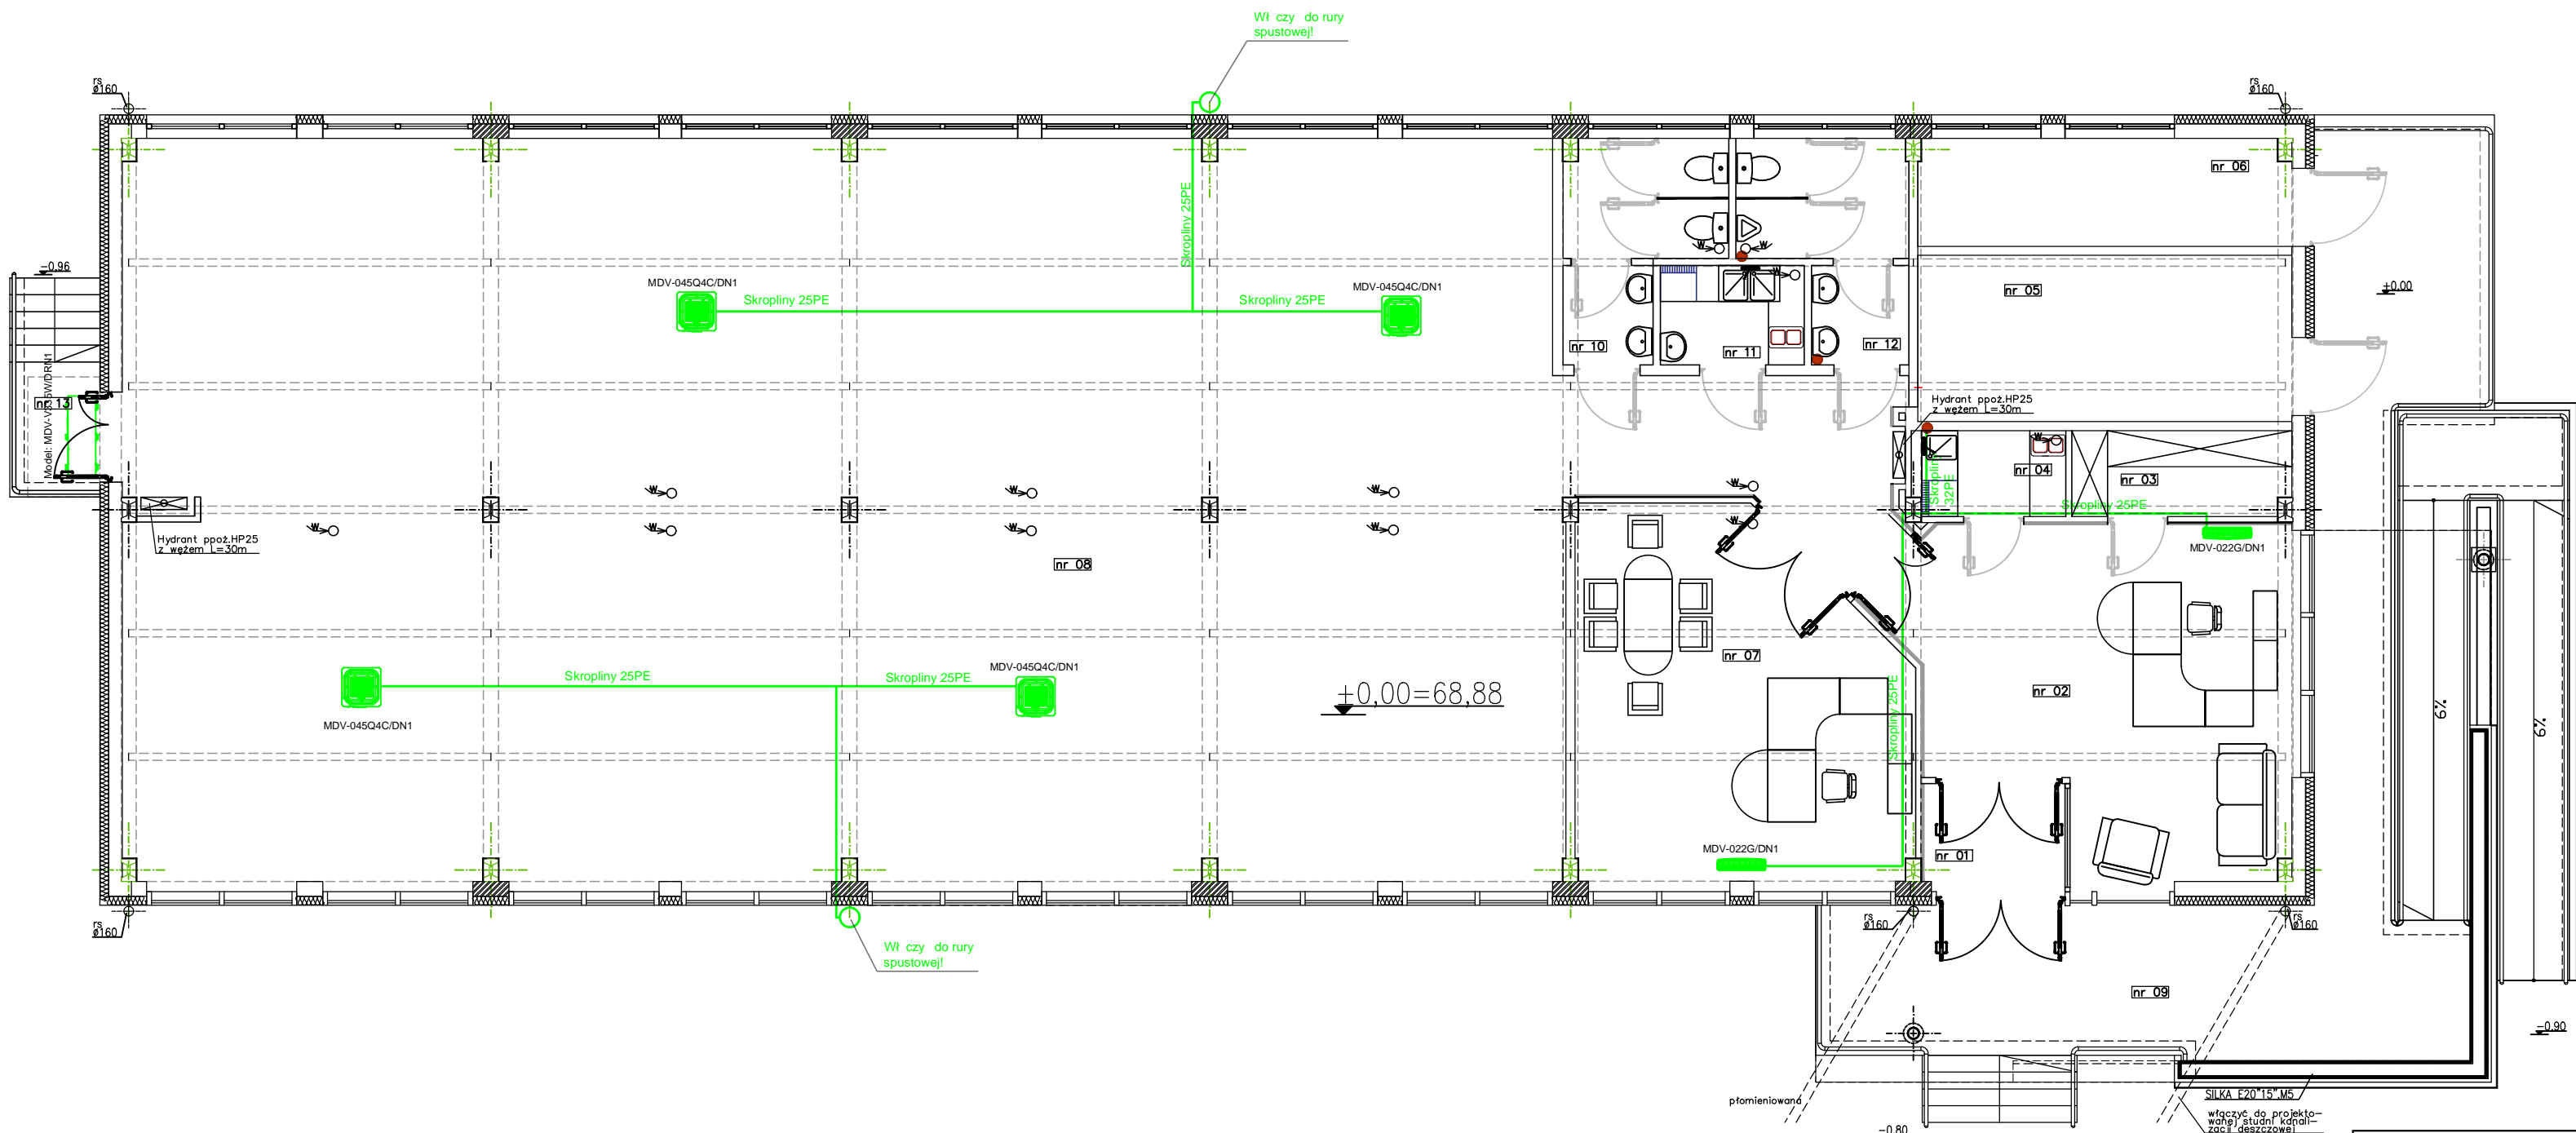 Wł czy do rury
spustowej!
rs
ø160
rs
ø160
nr 06
Skropliny 25PE
-0,96
MDV-045Q4C/DN1
Skropliny 25PE
Skropliny 25PE
MDV-045Q4C/DN1
nr 05
+0,00
W
W
W
nr 10
nr 11
nr 12
nr 13
Hydrant ppoż.HP25
z wężem L=30m
W
nr 04
nr 03
Skropliny
32PE
Skropliny 25PE
W
W
W
W
W
W
W
W
W
Hydrant ppoż.HP25
z wężem L=30m
nr 08
MDV-022G/DN1
MDV-045Q4C/DN1
Skropliny 25PE
Skropliny 25PE
MDV-045Q4C/DN1
+0,00=68,88
nr 07
nr 02
Skropliny 25PE
6%
6%
MDV-022G/DN1
nr 01
rs
ø160
Wł czy do rury
spustowej!
rs
ø160
rs
ø160
nr 09
-0.90
płomieniowana
SILKA E20"15".M5
włączyć do projekto-
wanej studni kanali-
zacji deszczowej
-0.80